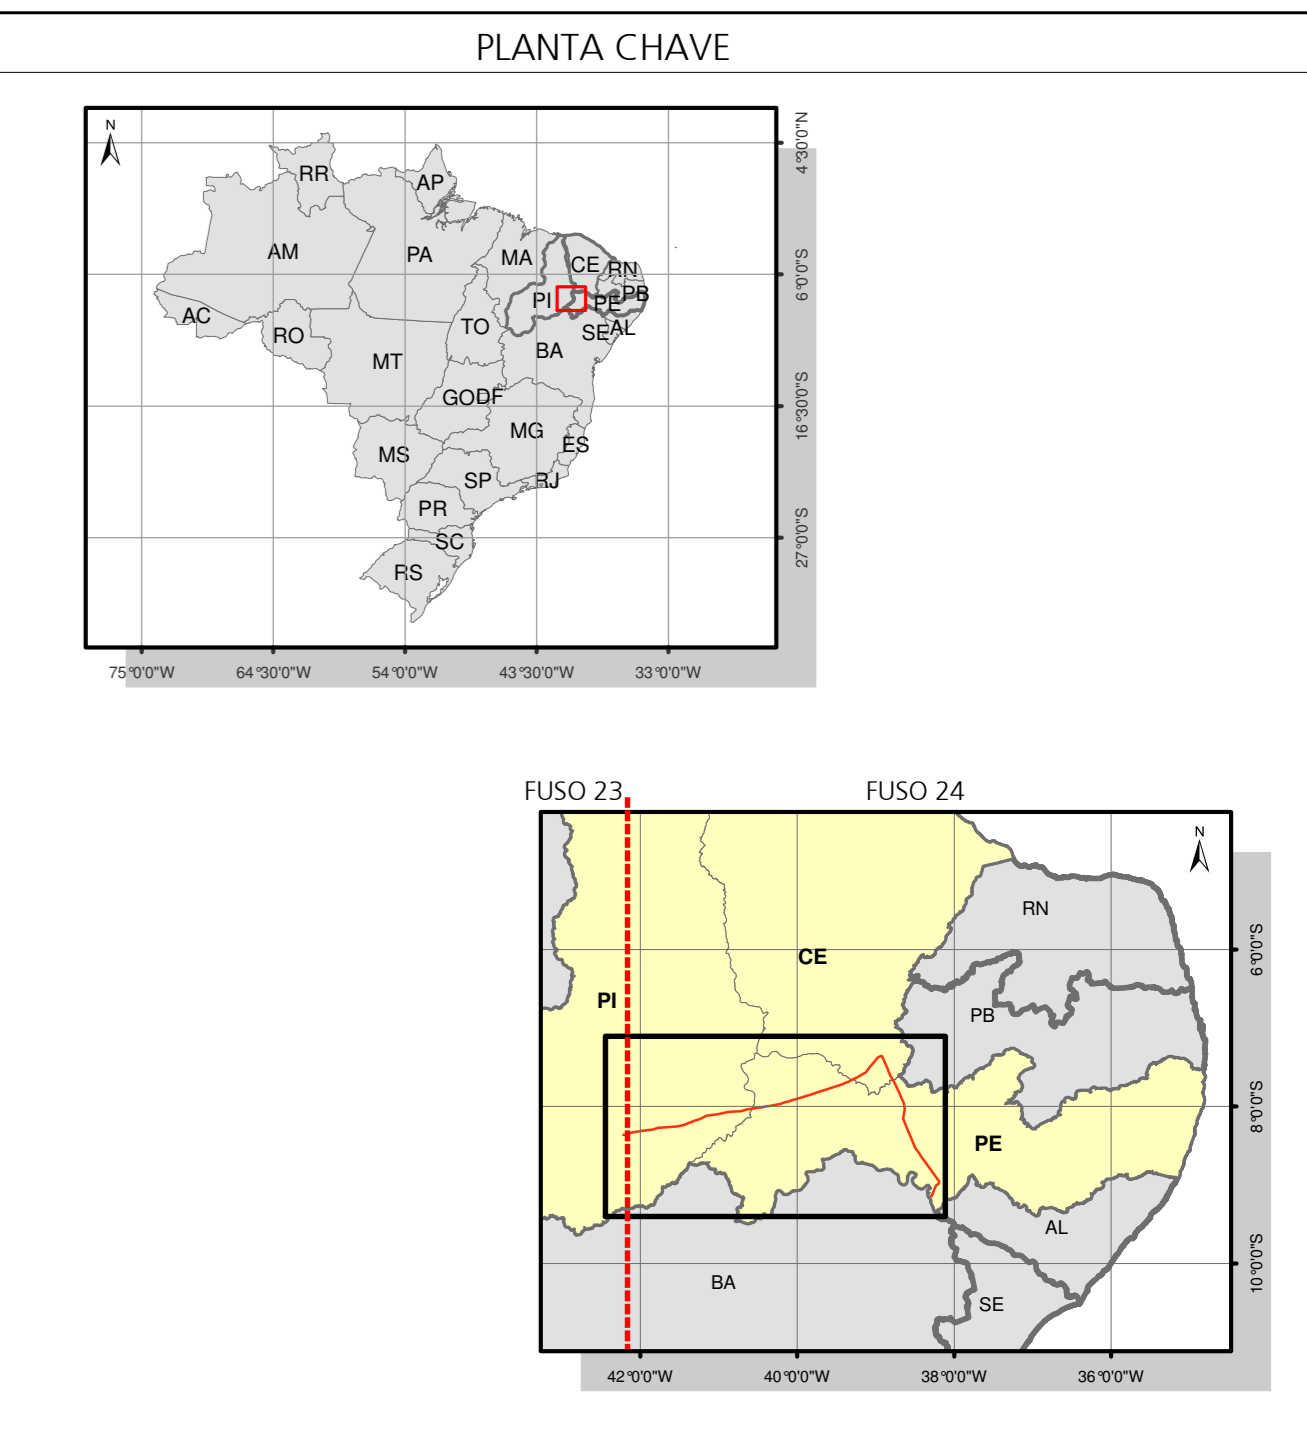 PLANTA CHAVE
N
4°30'0"N
RR
AP
AM
PA
MA
CE
RN
6°0'0"S
PI
PE
PB
AC
RO
TO
SE
AL
MT
BA
GO
DF
16°30'0"S
MG
ES
MS
SP
RJ
PR
SC
27°0'0"S
RS
75°0'0"W
64°30'0"W
54°0'0"W
43°30'0"W
33°0'0"W
FUSO 23
FUSO 24
N
RN
CE
6°0'0"S
PI
PB
8°0'0"S
PE
AL
10°0'0"S
BA
SE
42°0'0"W
40°0'0"W
38°0'0"W
36°0'0"W